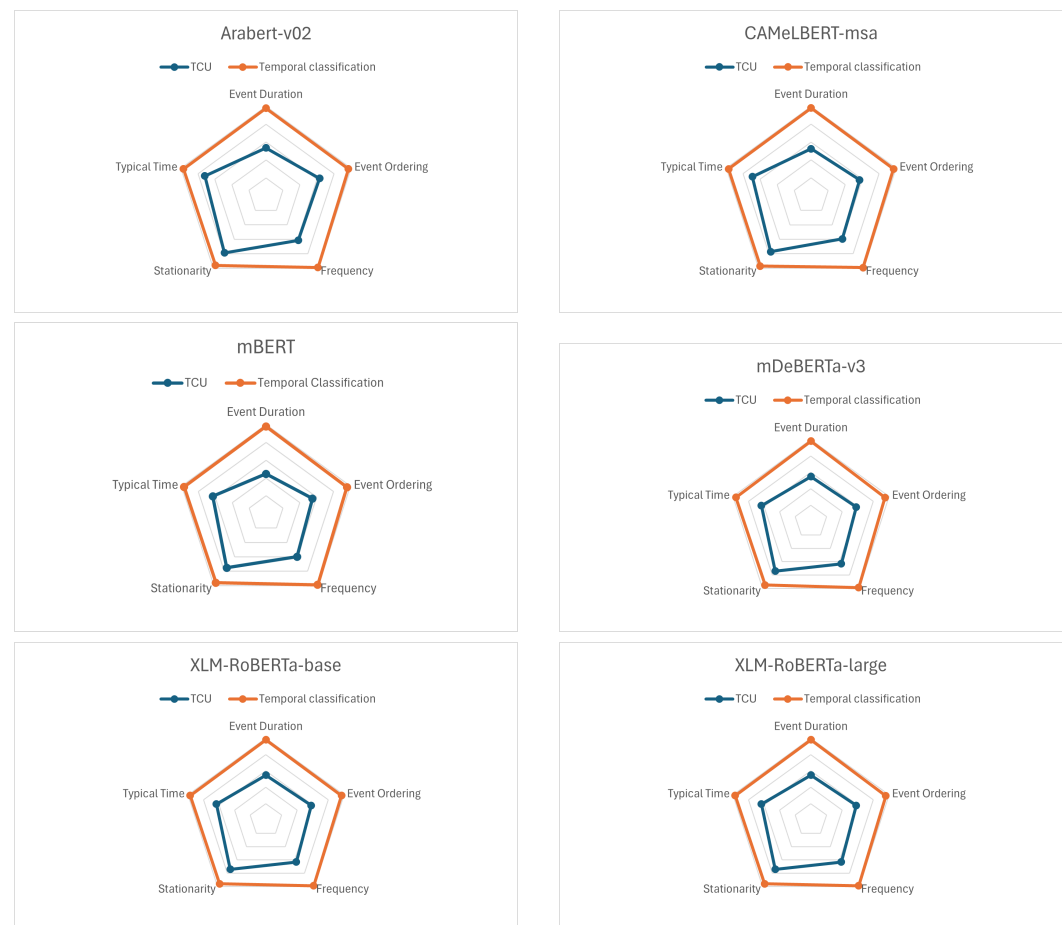 Arabert-v02
TCU Temporal classification
Event Duration
Typical Time Event Ordering
Stationarity Frequency
CAMeLBERT-msa
TCU Temporal classification
Event Duration
Typical Time Event Ordering
Stationarity Frequency
mBERT
TCU Temporal Classification
Event Duration
Typical Time Event Ordering
Stationarity Frequency
mDeBERTa-v3
TCU Temporal classification
Event Duration
Typical Time Event Ordering
Stationarity Frequency
XLM-RoBERTa-base
TCU Temporal classification
Event Duration
Typical Time Event Ordering
Stationarity Frequency
XLM-RoBERTa-large
TCU Temporal classification
Event Duration
Typical Time Event Ordering
Stationarity Frequency